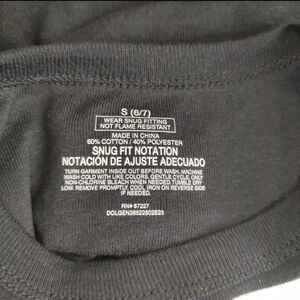 S (6/7)
WEAR SNUG FITTING
NOT FLAME RESISTANT
MADE IN CHINA
60% COTTON / 40% POLYESTER
SNUG FIT NOTATION
NOTACIÓN DE AJUSTE ADECUADO
TURN GARMENT INSIDE OUT BEFORE WASH, MACHINE
WASH COLD WITH LIKE COLORS, GENTLE CYCLE, ONLY
NON-CHLORINE BLEACH WHEN NEEDED, TUMBLE DRY
LOW. REMOVE PROMPTLY, COOL IRON ON REVERSE SIDE
IF NEEDED.
RN# 67227
DOLGEN36522502E23